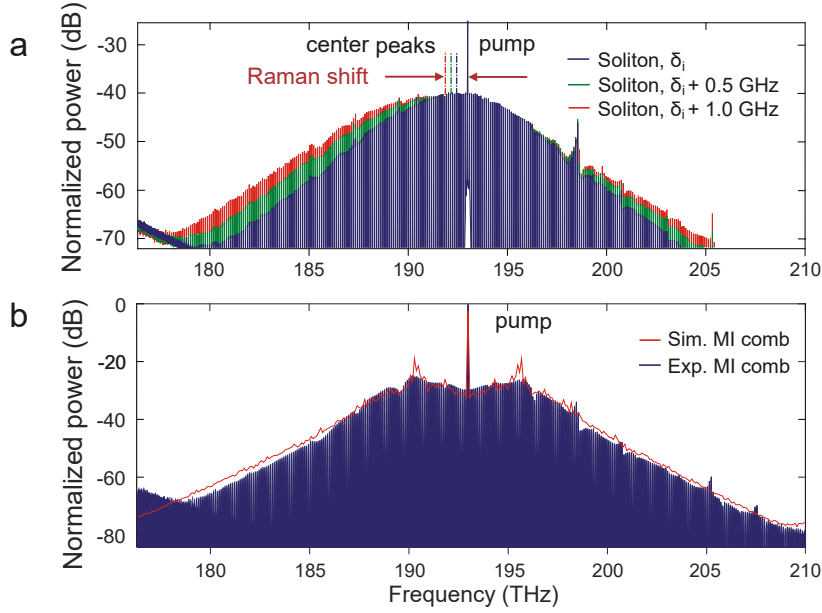 a
Normalized power (dB)
-30
-40
-50
-60
-70
center peaks
pump
Raman shift
Soliton, δi
Soliton, δi + 0.5 GHz
Soliton, δi + 1.0 GHz
180
185
190
195
200
205
210
b
Normalized power (dB)
0
-20
-40
-60
-80
pump
Sim. MI comb
Exp. MI comb
180
185
190
195
200
205
210
Frequency (THz)